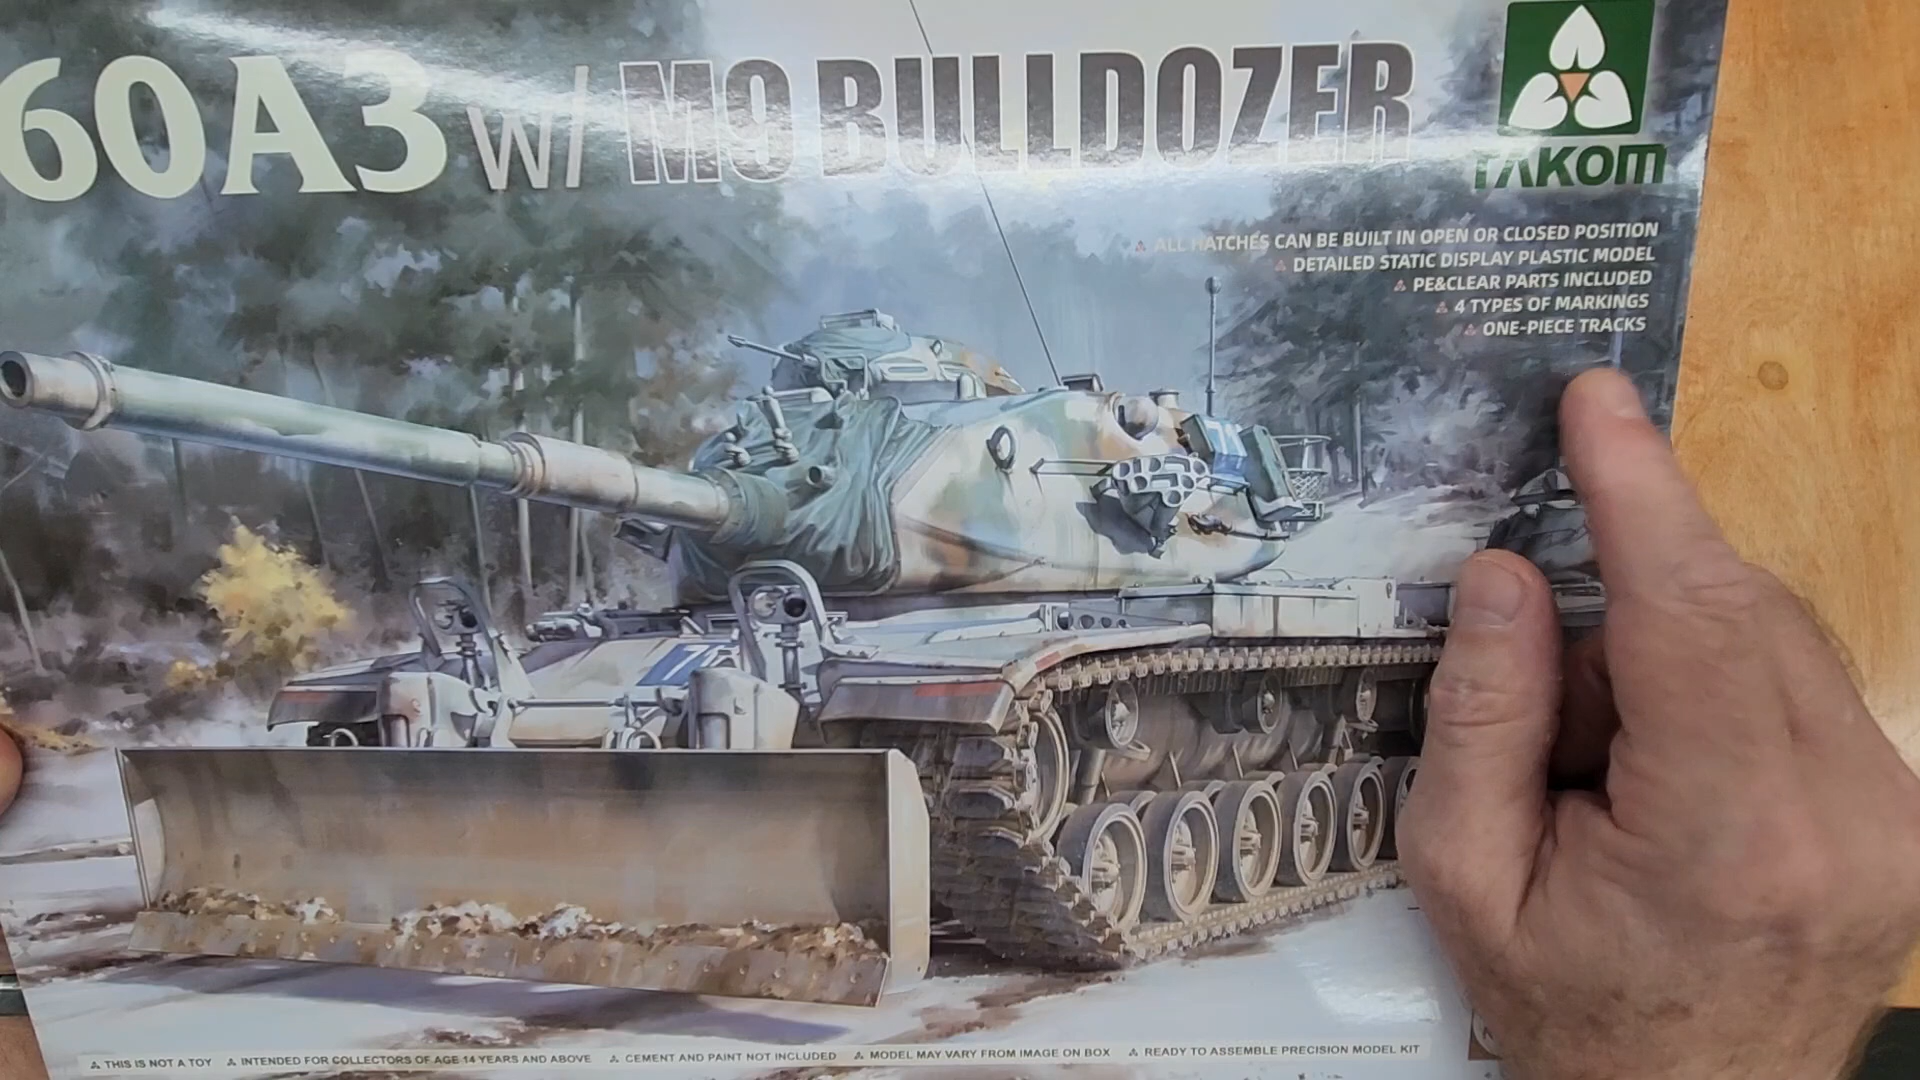 60A3 w/ M9 BULLDOZER
TAKOM
ALL HATCHES CAN BE BUILT IN OPEN OR CLOSED POSITION
DETAILED STATIC DISPLAY PLASTIC MODEL
PE&CLEAR PARTS INCLUDED
4 TYPES OF MARKINGS
ONE-PIECE TRACKS
THIS IS NOT A TOY INTENDED FOR COLLECTORS OF AGE 14 YEARS AND ABOVE CEMENT AND PAINT NOT INCLUDED MODEL MAY VARY FROM IMAGE ON BOX READY TO ASSEMBLE PRECISION MODEL KIT